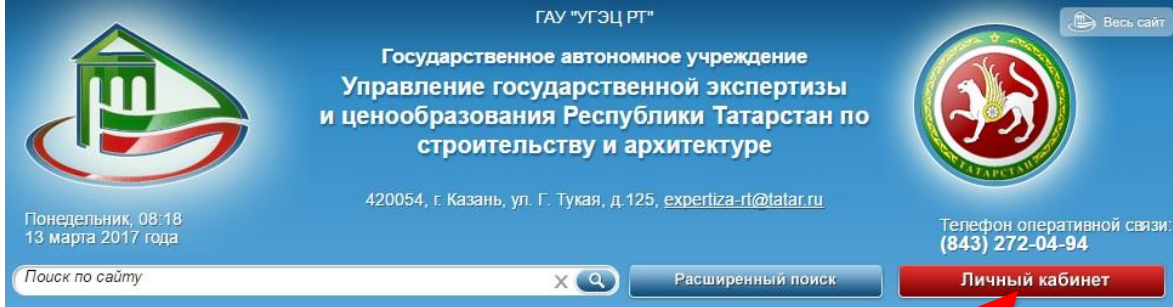 ГАУ "УГЭЦ РТ"
Весь сайт
Государственное автономное учреждение
Управление государственной экспертизы
и ценообразования Республики Татарстан по
строительству и архитектуре
ТАТАРСТАН
420054, г. Казань, ул. Г. Тукая, д.125, expertiza-rt@tatar.ru
Понедельник, 08:18
13 марта 2017 года
Телефон оперативной связи:
(843) 272-04-94
Поиск по сайту
Расширенный поиск
Личный кабинет